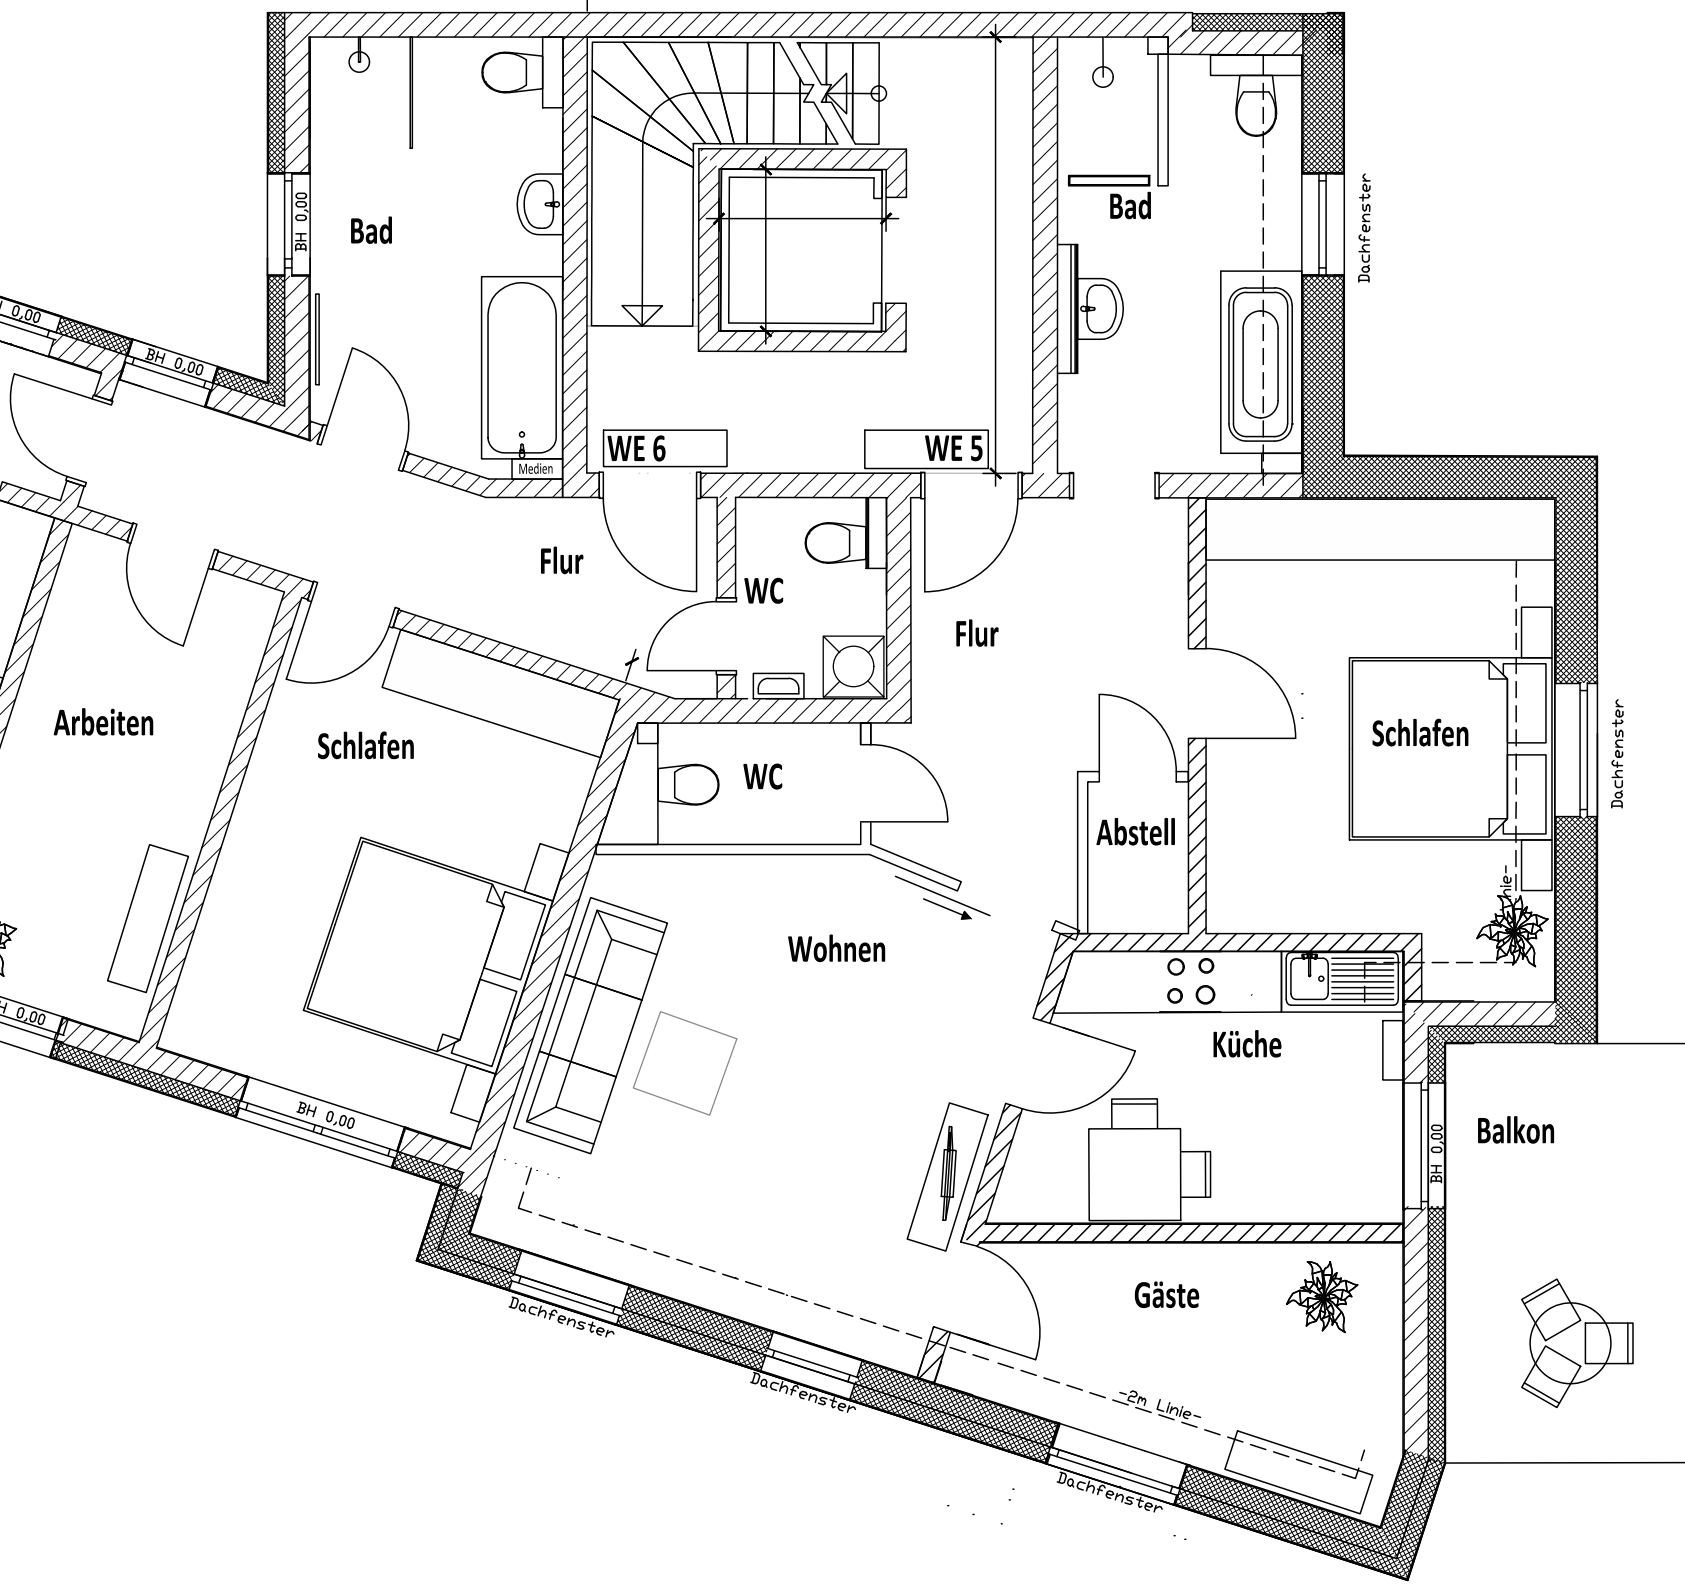 Bad
BH 0,00
Dachfenster
Bad
0,00
BH 0,00
WE 6
WE 5
Medien
Flur
WC
Flur
Dachfenster
Arbeiten
Schlafen
WC
Schlafen
Abstell
Wohnen
0,00
Küche
BH 0,00
Balkon
BH 0,00
Gäste
Dachfenster
Dachfenster
-2m Linie-
Dachfenster